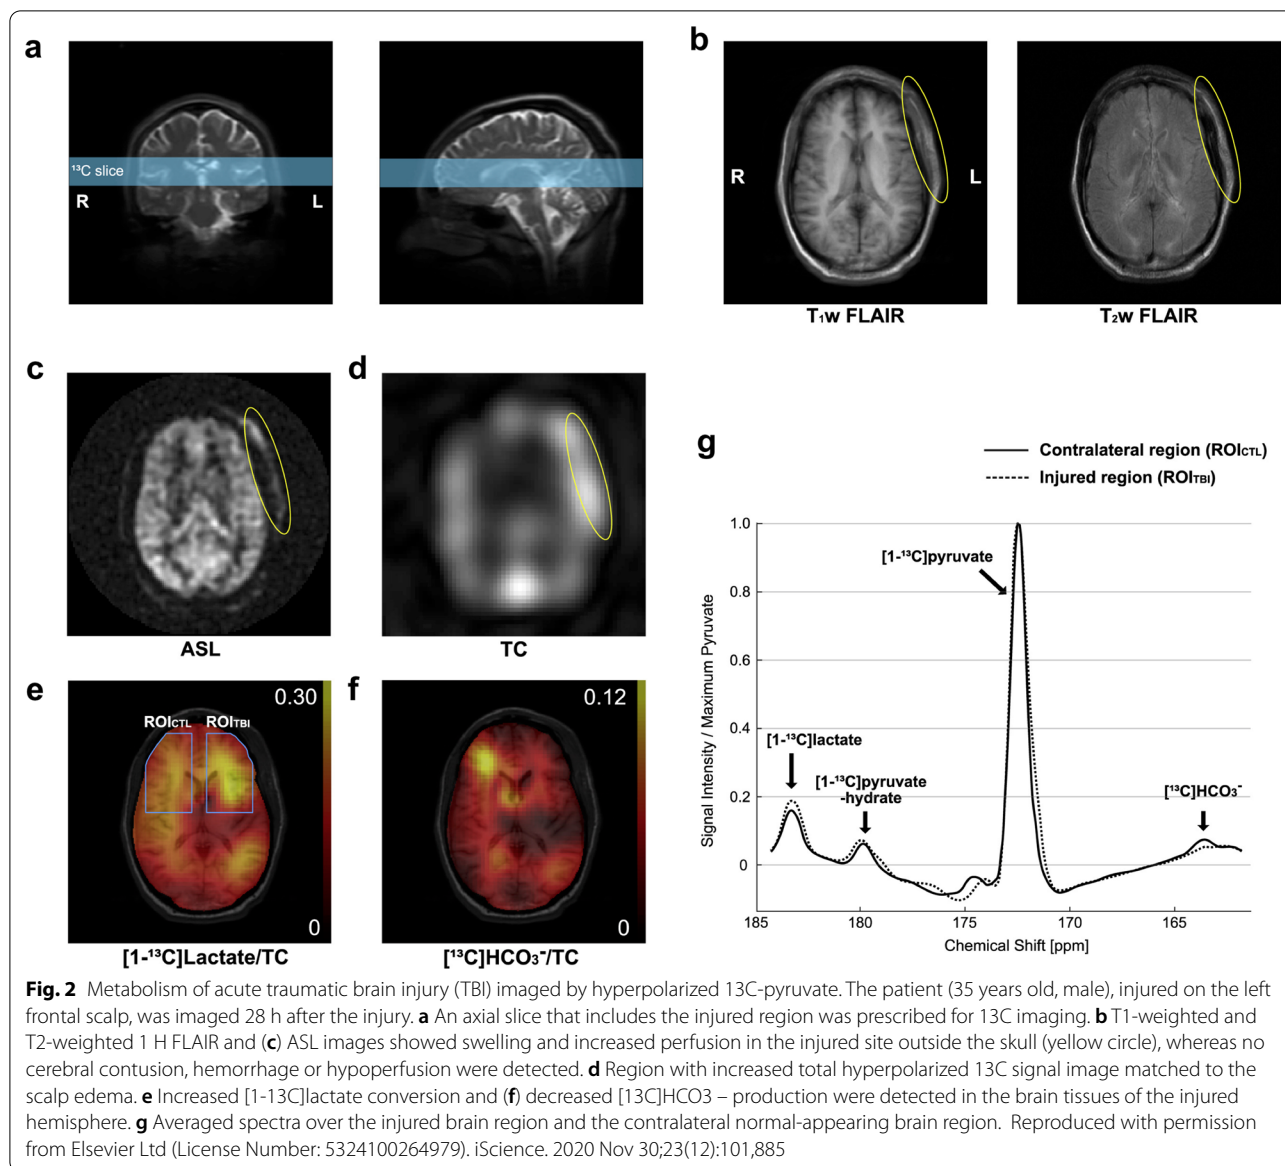 a
¹³C slice
R
L
b
R
L
T₁w FLAIR
T₂w FLAIR
c
ASL
d
TC
e
0.30
ROICTL
ROITBI
0
[1-¹³C]Lactate/TC
f
0.12
0
[¹³C]HCO₃⁻/TC
g
Contralateral region (ROICTL)
Injured region (ROITBI)
Signal Intensity / Maximum Pyruvate
1.0
0.8
0.6
0.4
0.2
0
[1-¹³C]pyruvate
[1-¹³C]lactate
[1-¹³C]pyruvate
-hydrate
[¹³C]HCO₃⁻
185
180
175
170
165
Chemical Shift [ppm]
Fig. 2 Metabolism of acute traumatic brain injury (TBI) imaged by hyperpolarized 13C-pyruvate. The patient (35 years old, male), injured on the left
frontal scalp, was imaged 28 h after the injury. a An axial slice that includes the injured region was prescribed for 13C imaging. b T1-weighted and
T2-weighted 1 H FLAIR and (c) ASL images showed swelling and increased perfusion in the injured site outside the skull (yellow circle), whereas no
cerebral contusion, hemorrhage or hypoperfusion were detected. d Region with increased total hyperpolarized 13C signal image matched to the
scalp edema. e Increased [1-13C]lactate conversion and (f) decreased [13C]HCO3 – production were detected in the brain tissues of the injured
hemisphere. g Averaged spectra over the injured brain region and the contralateral normal-appearing brain region. Reproduced with permission
from Elsevier Ltd (License Number: 5324100264979). iScience. 2020 Nov 30;23(12):101,885